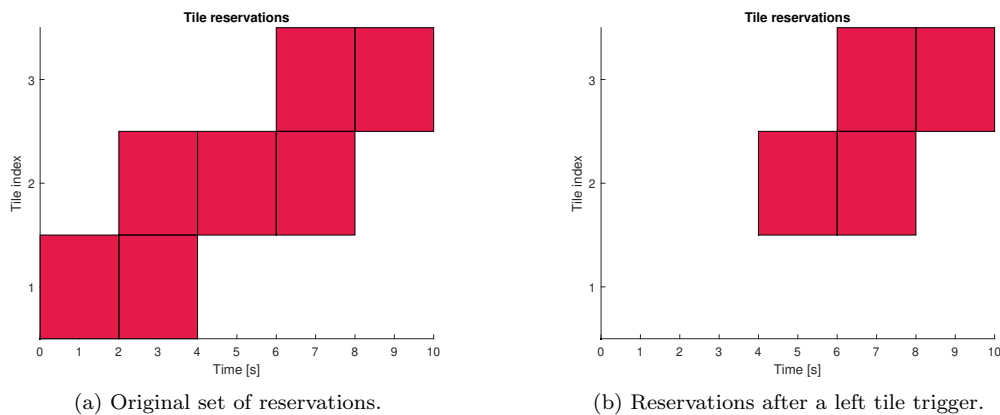 Tile reservations
Tile index
3
2
1
0 1 2 3 4 5 6 7 8 9 10
Time [s]
(a) Original set of reservations.
Tile reservations
Tile index
3
2
1
0 1 2 3 4 5 6 7 8 9 10
Time [s]
(b) Reservations after a left tile trigger.